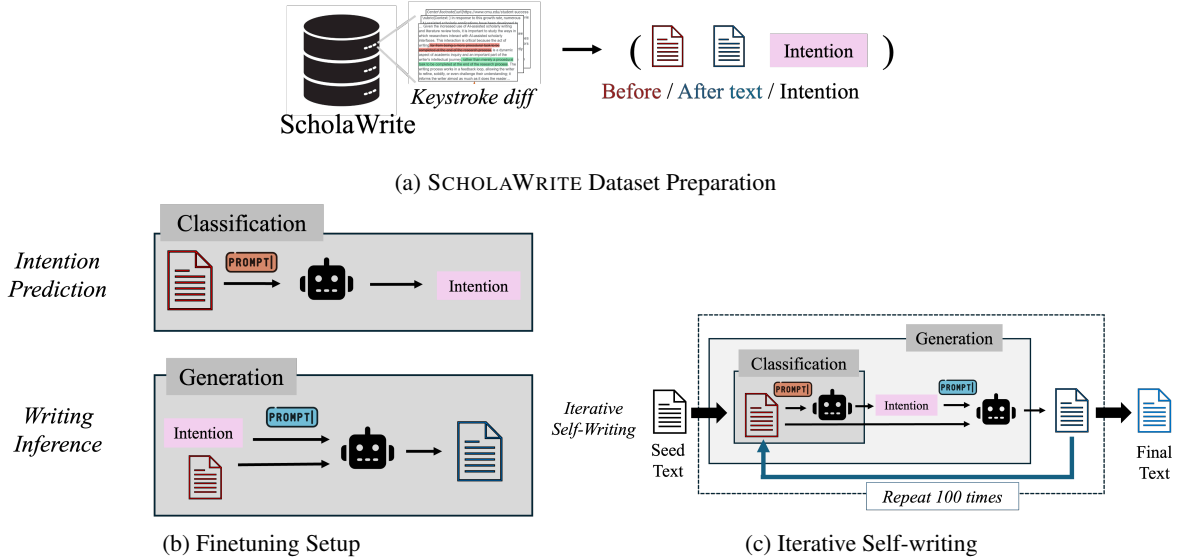 ScholaWrite
Keystroke diff
( Intention )
Before / After text / Intention
(a) SCHOLAWRITE Dataset Preparation
Intention
Prediction
Classification
PROMPT
Intention
Writing
Inference
Generation
Intention
PROMPT
(b) Finetuning Setup
Iterative
Self-Writing
Seed
Text
Generation
Classification
PROMPT
Intention
PROMPT
Final
Text
Repeat 100 times
(c) Iterative Self-writing